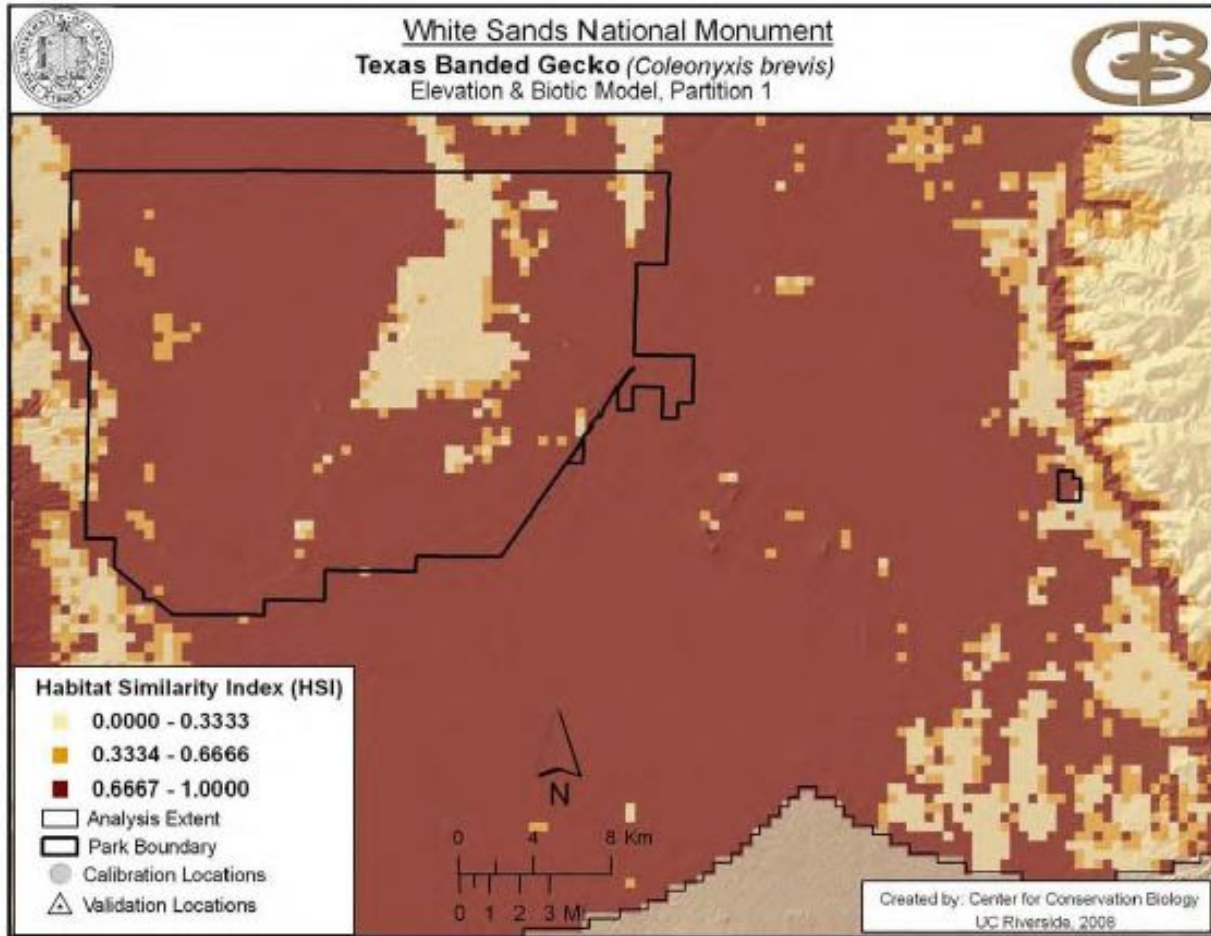 White Sands National Monument
Texas Banded Gecko (Coleonyxis brevis)
Elevation & Biotic Model, Partition 1
Habitat Similarity Index (HSI)
0.0000 - 0.3333
0.3334 - 0.6666
0.6667 - 1.0000
Analysis Extent
Park Boundary
Calibration Locations
Validation Locations
N
0 4 8 Km
0 1 2 3 Mi
Created by: Center for Conservation Biology
UC Riverside, 2008